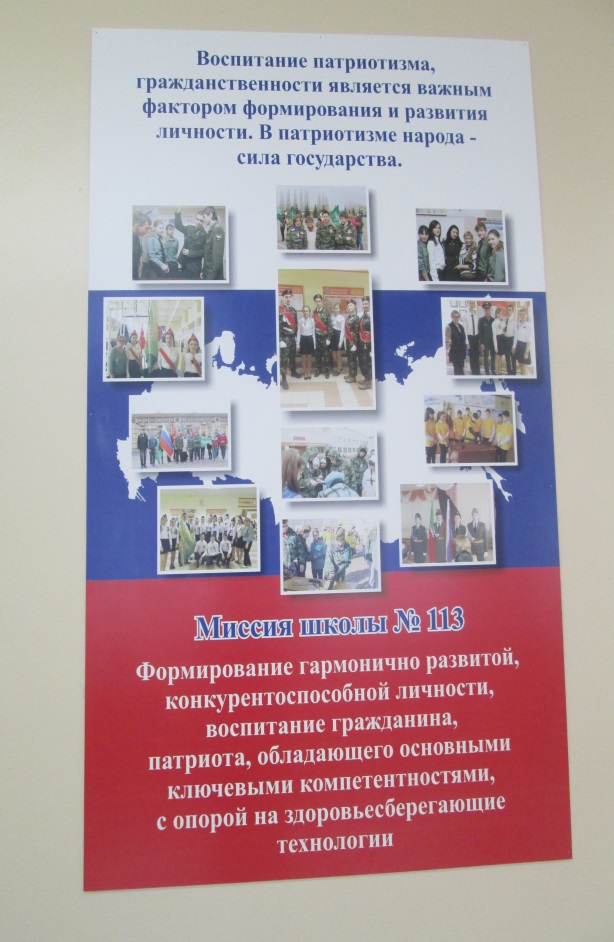 Воспитание патриотизма,
гражданственности является важным
фактором формирования и развития
личности. В патриотизме народа -
сила государства.
Миссия школы № 113
Формирование гармонично развитой,
конкурентоспособной личности,
воспитание гражданина,
патриота, обладающего основными
ключевыми компетентностями,
с опорой на здоровьесберегающие
технологии